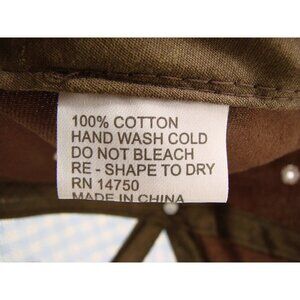 100% COTTON
HAND WASH COLD
DO NOT BLEACH
RE - SHAPE TO DRY
RN 14750
MADE IN CHINA